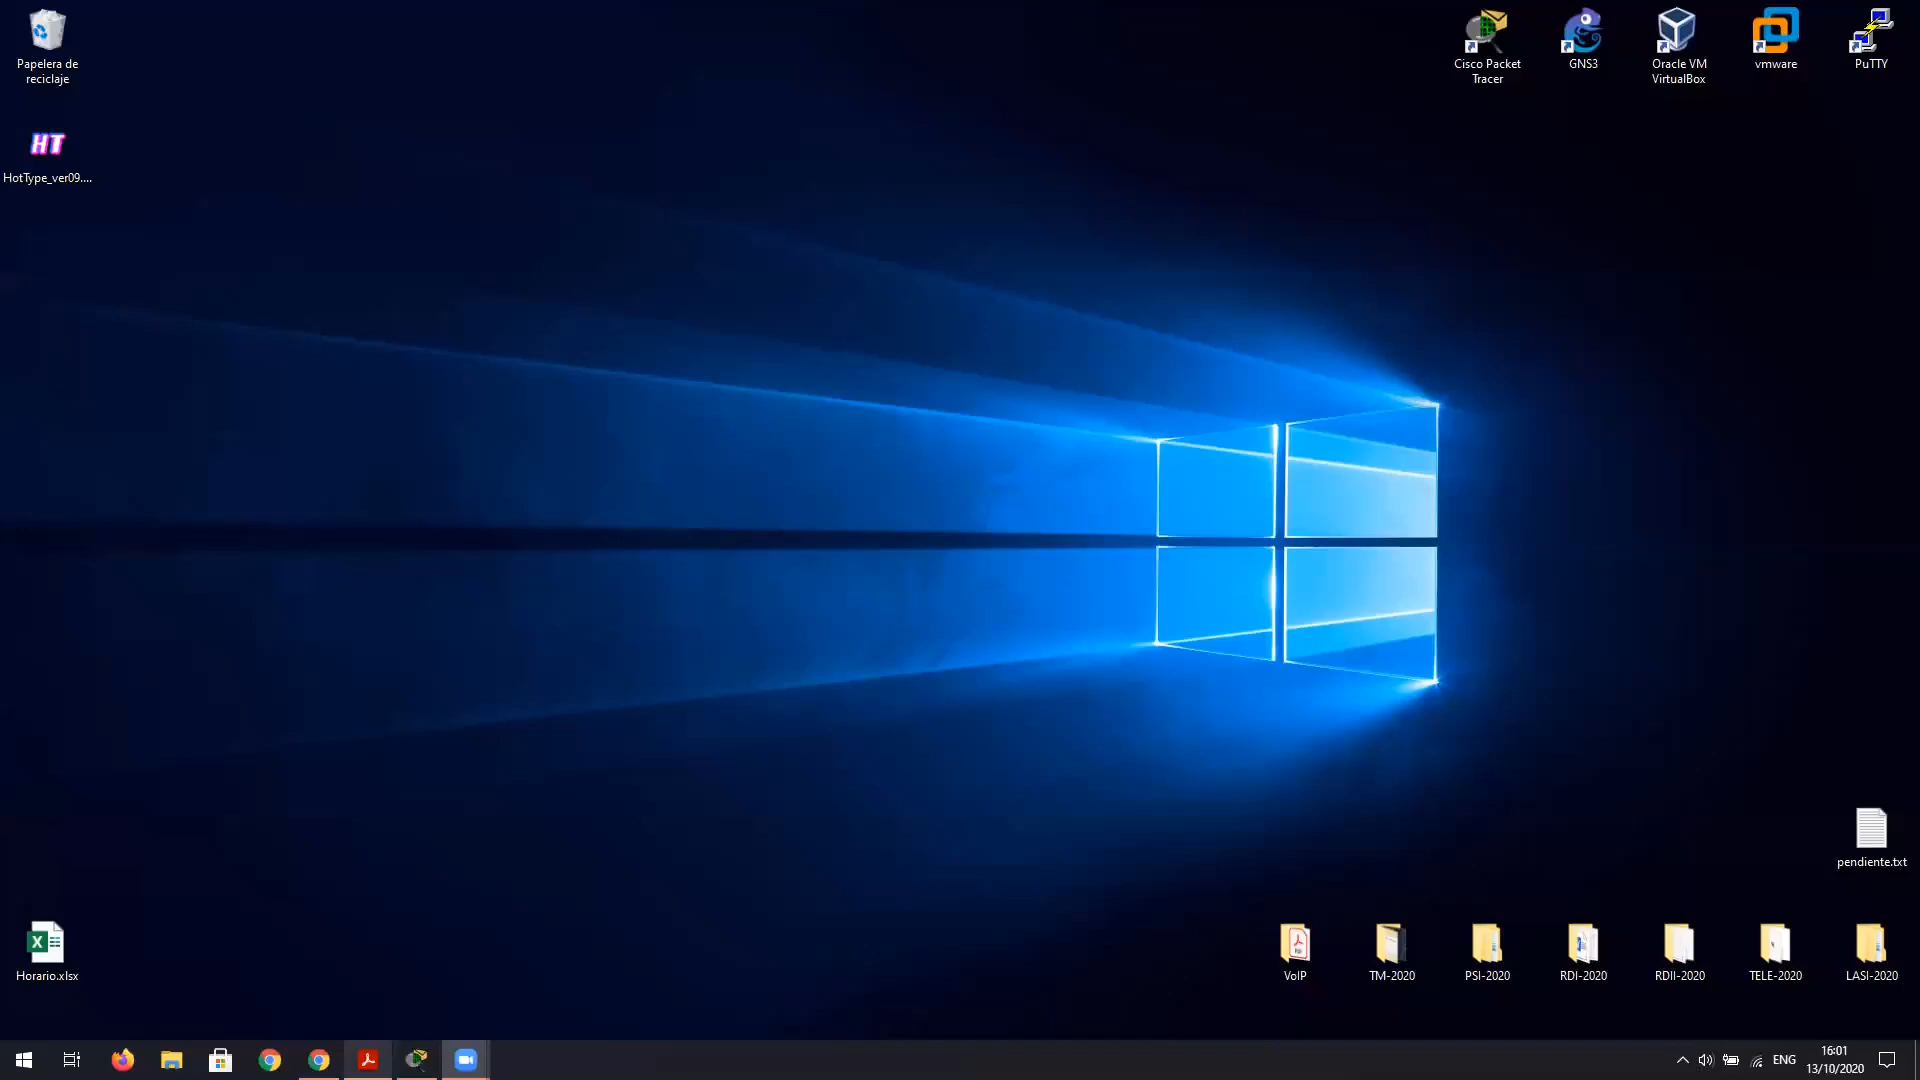 Papelera de
reciclaje
HT
HotType_ver09....
Cisco Packet
Tracer
GNS3
Oracle VM
VirtualBox
vmware
PuTTY
pendiente.txt
X
Horario.xlsx
VoIP
TM-2020
PSI-2020
RDI-2020
RDII-2020
TELE-2020
LASI-2020
ENG
16:01
13/10/2020